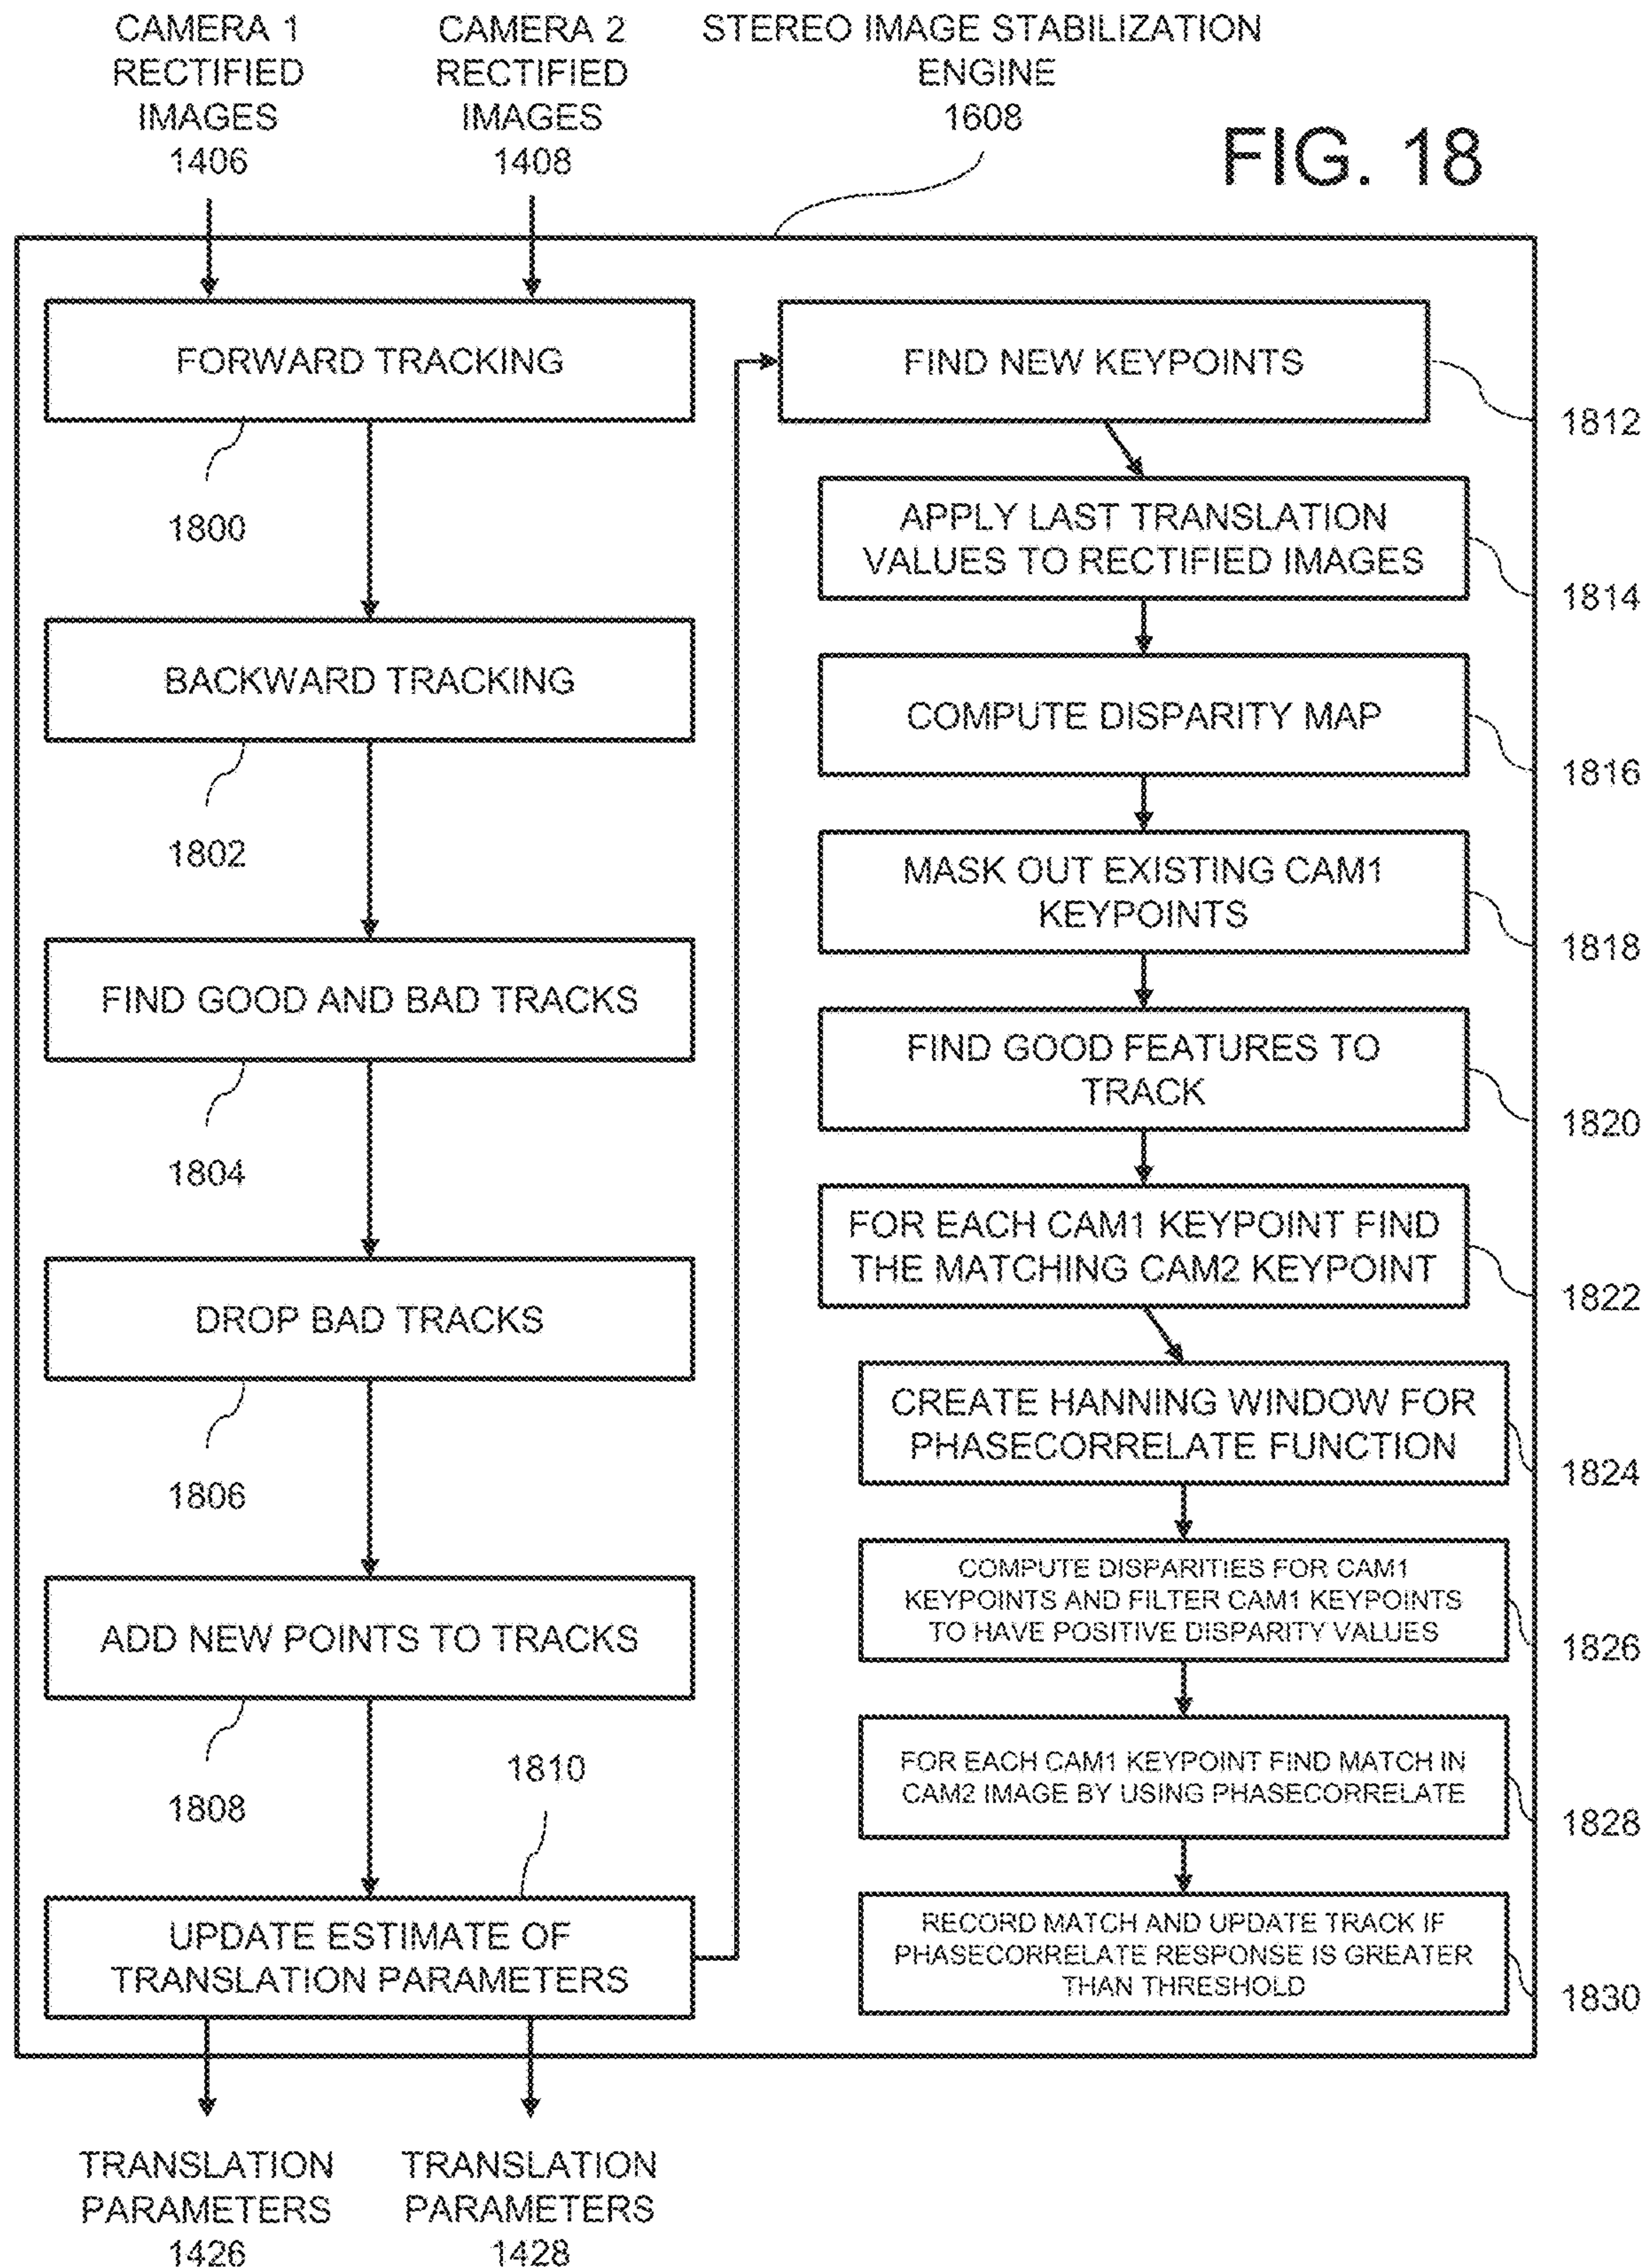 CAMERA 1
RECTIFIED
IMAGES
1406
CAMERA 2
RECTIFIED
IMAGES
1408
STEREO IMAGE STABILIZATION
ENGINE
1608
FIG. 18
FORWARD TRACKING
1800
BACKWARD TRACKING
1802
FIND GOOD AND BAD TRACKS
1804
DROP BAD TRACKS
1806
ADD NEW POINTS TO TRACKS
1808
1810
UPDATE ESTIMATE OF
TRANSLATION PARAMETERS
FIND NEW KEYPOINTS
1812
APPLY LAST TRANSLATION
VALUES TO RECTIFIED IMAGES
1814
COMPUTE DISPARITY MAP
1816
MASK OUT EXISTING CAM1
KEYPOINTS
1818
FIND GOOD FEATURES TO
TRACK
1820
FOR EACH CAM1 KEYPOINT FIND
THE MATCHING CAM2 KEYPOINT
1822
CREATE HANNING WINDOW FOR
PHASECORRELATE FUNCTION
1824
COMPUTE DISPARITIES FOR CAM1
KEYPOINTS AND FILTER CAM1 KEYPOINTS
TO HAVE POSITIVE DISPARITY VALUES
1826
FOR EACH CAM1 KEYPOINT FIND MATCH IN
CAM2 IMAGE BY USING PHASECORRELATE
1828
RECORD MATCH AND UPDATE TRACK IF
PHASECORRELATE RESPONSE IS GREATER
THAN THRESHOLD
1830
TRANSLATION
PARAMETERS
1426
TRANSLATION
PARAMETERS
1428